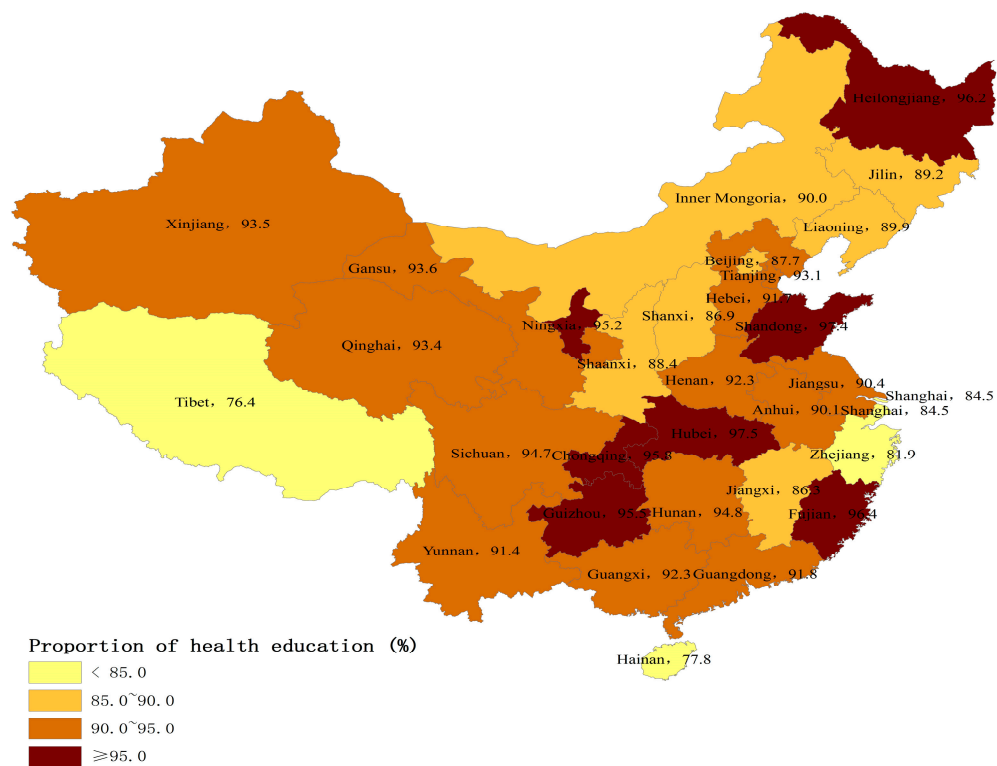 Heilongjiang, 96.2
Jilin, 89.2
Inner Mongoria, 90.0
Liaoning, 89.9
Xinjiang, 93.5
Beijing, 87.7
Gansu, 93.6
Tianjing, 93.1
Hebei, 91.7
Shanxi, 86.9
Ningxia, 95.2
Shandong, 95.4
Qinghai, 93.4
Shaanxi, 88.4
Henan, 92.3
Jiangsu, 90.4
Shanghai, 84.5
Tibet, 76.4
Anhui, 90.1
Shanghai, 84.5
Hubei, 97.5
Sichuan, 94.7
Chongqing, 95.8
Zhejiang, 81.9
Jiangxi, 86.3
Guizhou, 95.5
Hunan, 94.8
Fujian, 96.4
Yunnan, 91.4
Guangxi, 92.3
Guangdong, 91.8
Hainan, 77.8
Proportion of health education (%)
< 85.0
85.0~90.0
90.0~95.0
≥95.0